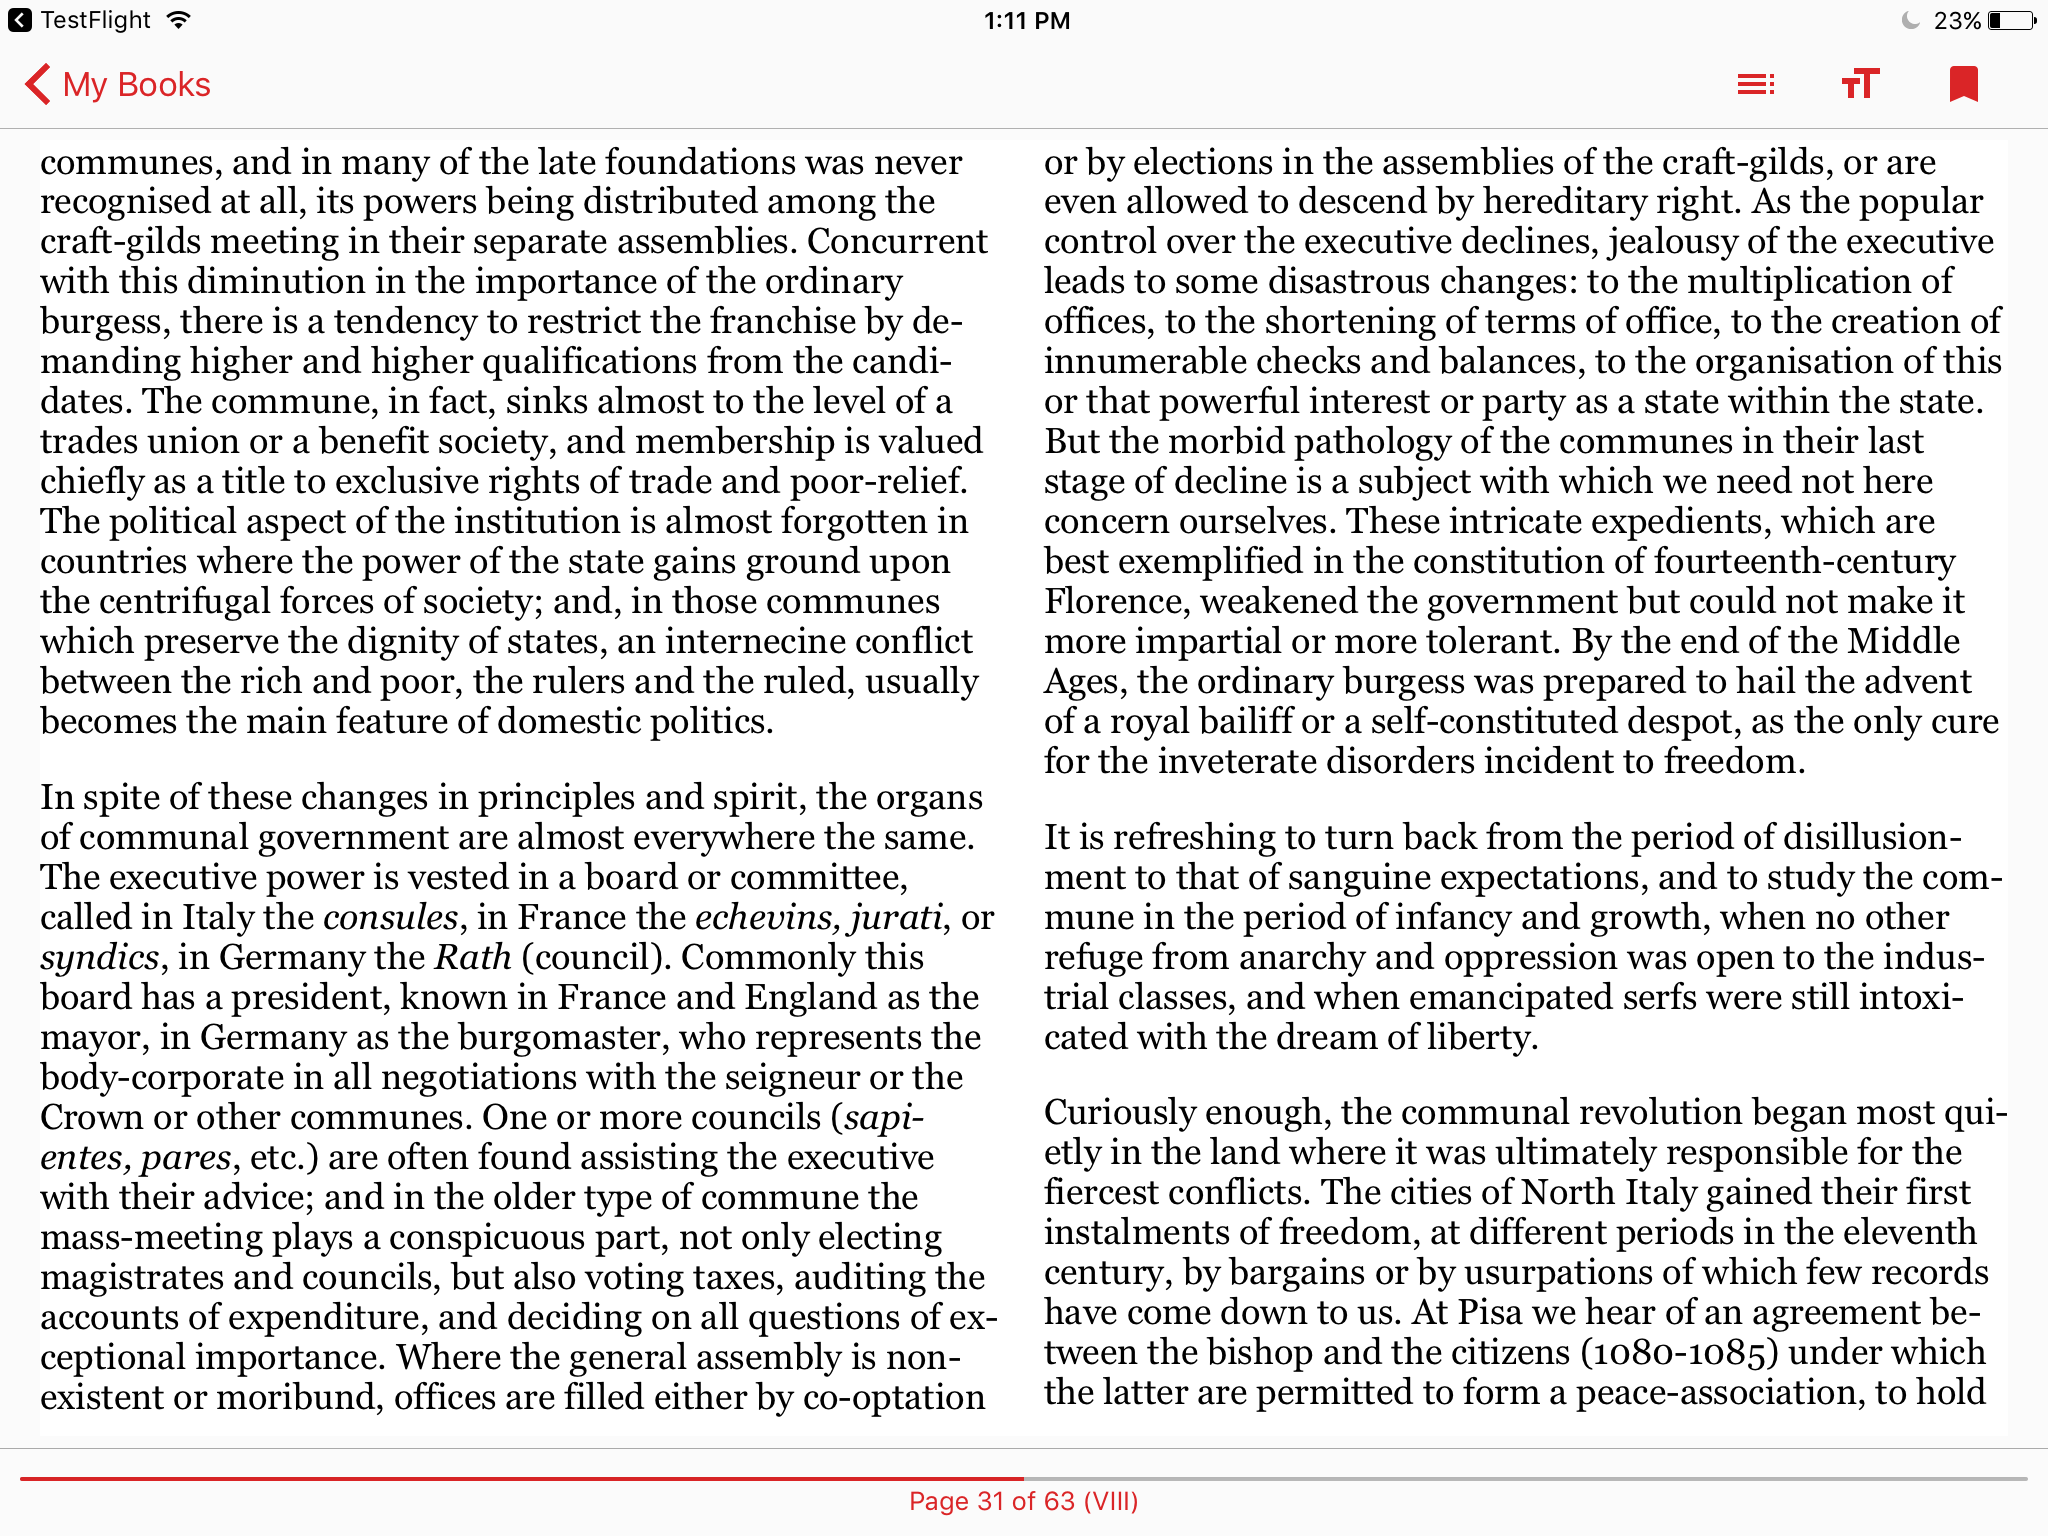 TestFlight
1:11 PM
23%
My Books
communes, and in many of the late foundations was never
recognised at all, its powers being distributed among the
craft-gilds meeting in their separate assemblies. Concurrent
with this diminution in the importance of the ordinary
burgess, there is a tendency to restrict the franchise by de-
manding higher and higher qualifications from the candi-
dates. The commune, in fact, sinks almost to the level of a
trades union or a benefit society, and membership is valued
chiefly as a title to exclusive rights of trade and poor-relief.
The political aspect of the institution is almost forgotten in
countries where the power of the state gains ground upon
the centrifugal forces of society; and, in those communes
which preserve the dignity of states, an internecine conflict
between the rich and poor, the rulers and the ruled, usually
becomes the main feature of domestic politics.
In spite of these changes in principles and spirit, the organs
of communal government are almost everywhere the same.
The executive power is vested in a board or committee,
called in Italy the consules, in France the echevins, jurati, or
syndics, in Germany the Rath (council). Commonly this
board has a president, known in France and England as the
mayor, in Germany as the burgomaster, who represents the
body-corporate in all negotiations with the seigneur or the
Crown or other communes. One or more councils (sapi-
entes, pares, etc.) are often found assisting the executive
with their advice; and in the older type of commune the
mass-meeting plays a conspicuous part, not only electing
magistrates and councils, but also voting taxes, auditing the
accounts of expenditure, and deciding on all questions of ex-
ceptional importance. Where the general assembly is non-
existent or moribund, offices are filled either by co-optation
or by elections in the assemblies of the craft-gilds, or are
even allowed to descend by hereditary right. As the popular
control over the executive declines, jealousy of the executive
leads to some disastrous changes: to the multiplication of
offices, to the shortening of terms of office, to the creation of
innumerable checks and balances, to the organisation of this
or that powerful interest or party as a state within the state.
But the morbid pathology of the communes in their last
stage of decline is a subject with which we need not here
concern ourselves. These intricate expedients, which are
best exemplified in the constitution of fourteenth-century
Florence, weakened the government but could not make it
more impartial or more tolerant. By the end of the Middle
Ages, the ordinary burgess was prepared to hail the advent
of a royal bailiff or a self-constituted despot, as the only cure
for the inveterate disorders incident to freedom.
It is refreshing to turn back from the period of disillusion-
ment to that of sanguine expectations, and to study the com-
mune in the period of infancy and growth, when no other
refuge from anarchy and oppression was open to the indus-
trial classes, and when emancipated serfs were still intoxi-
cated with the dream of liberty.
Curiously enough, the communal revolution began most qui-
etly in the land where it was ultimately responsible for the
fiercest conflicts. The cities of North Italy gained their first
instalments of freedom, at different periods in the eleventh
century, by bargains or by usurpations of which few records
have come down to us. At Pisa we hear of an agreement be-
tween the bishop and the citizens (1080-1085) under which
the latter are permitted to form a peace-association, to hold
Page 31 of 63 (VIII)